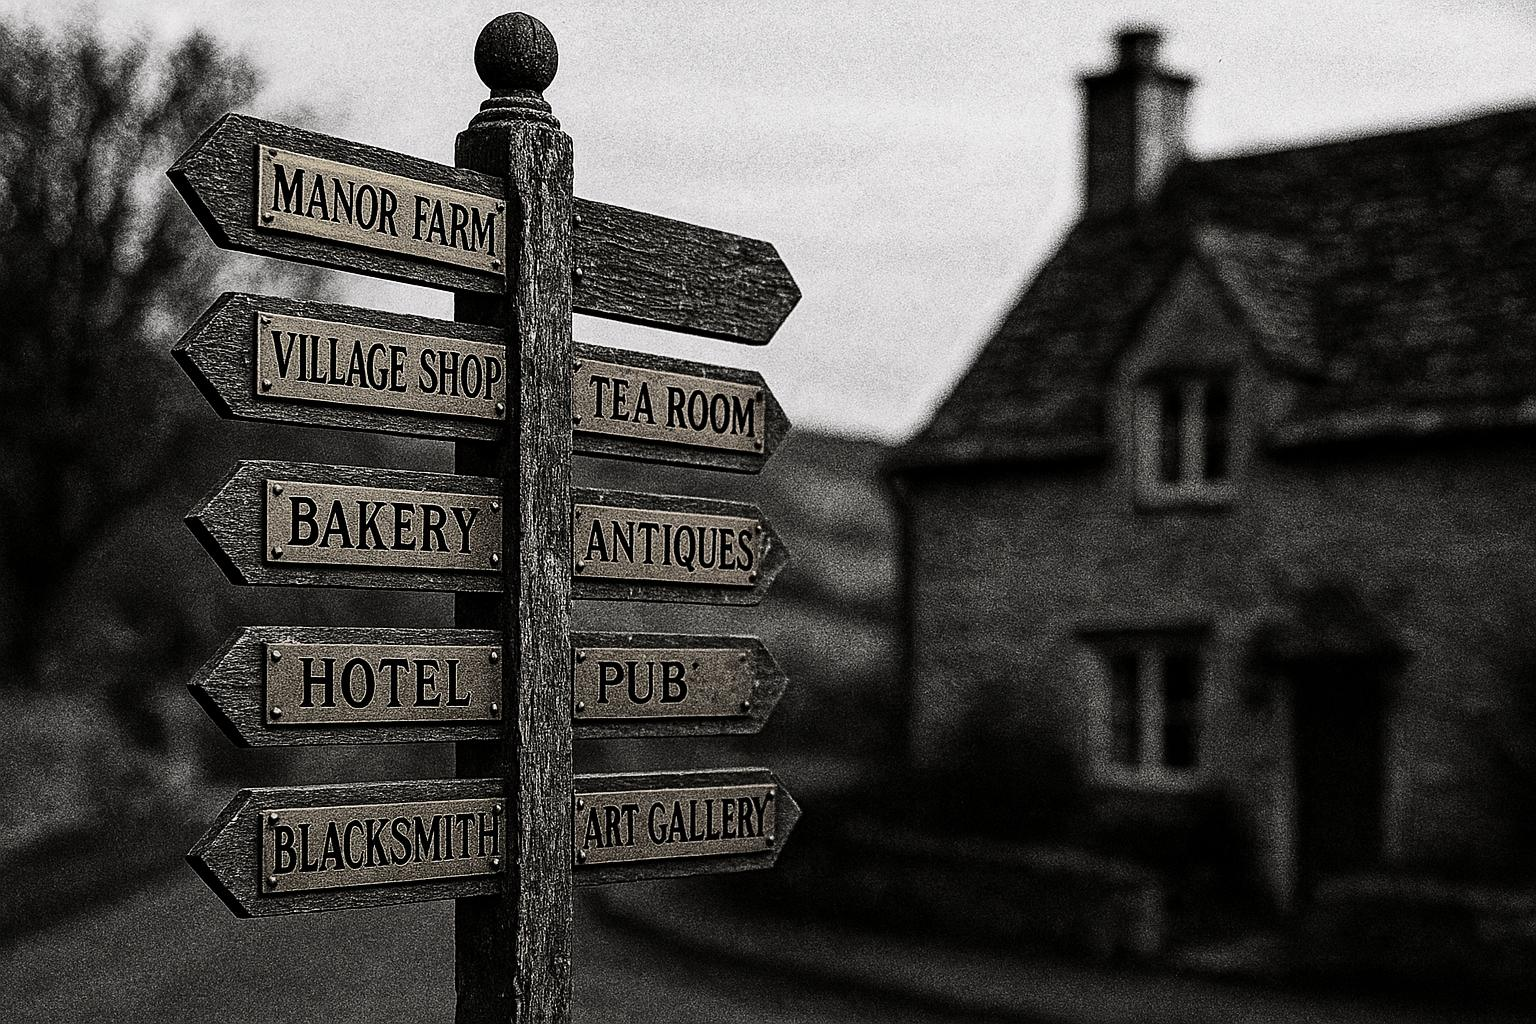 MANOR FARM
VILLAGE SHOP
TEA ROOM
BAKERY
ANTIQUES
HOTEL
PUB
BLACKSMITH
ART GALLERY